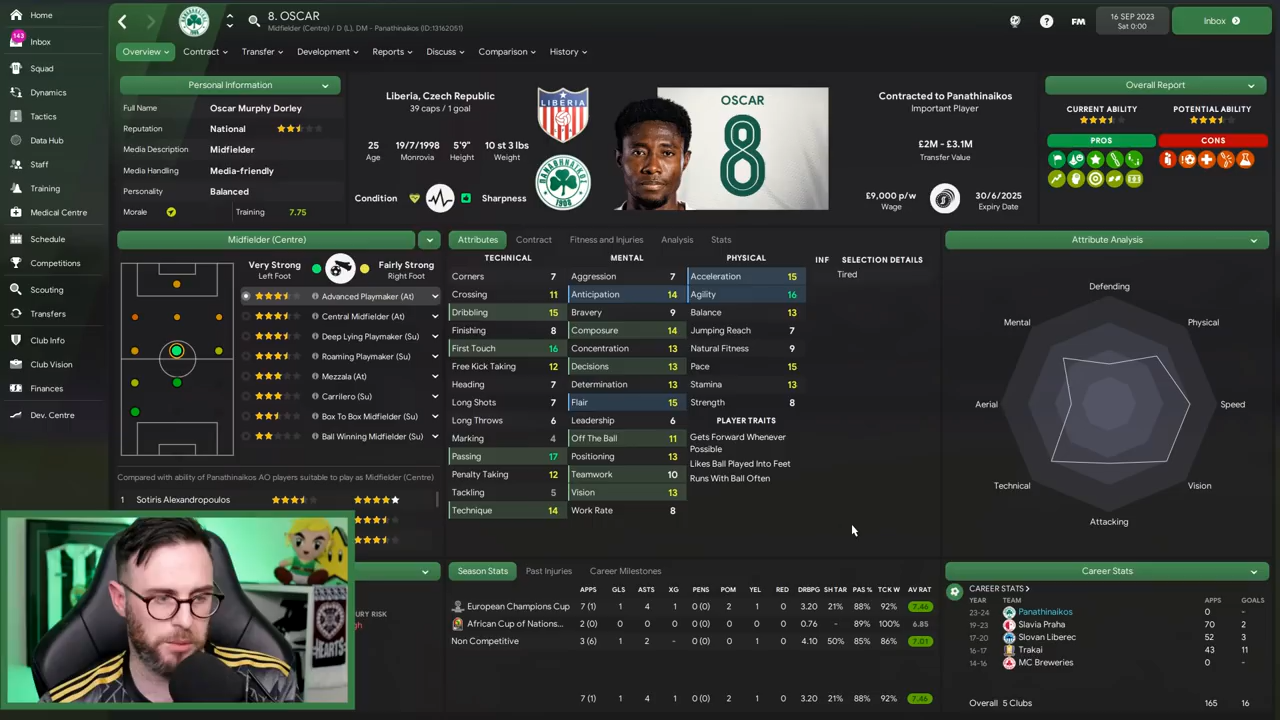 Home
143
Inbox
Squad
Dynamics
Tactics
Data Hub
Staff
Training
Medical Centre
Schedule
Competitions
Scouting
Transfers
Club Info
Club Vision
Finances
Dev. Centre
8. OSCAR
Midfielder (Centre) / D (L), DM - Panathinaikos (ID:13162051)
?
FM
16 SEP 2023
Sat 0:00
Inbox
Overview
Contract
Transfer
Development
Reports
Discuss
Comparison
History
Personal Information
Full Name Oscar Murphy Dorley
Reputation National
Media Description Midfielder
Media Handling Media-friendly
Personality Balanced
Morale Training 7.75
Liberia, Czech Republic
39 caps / 1 goal
25 19/7/1998 5'9" 10 st 3 lbs
Age Monrovia Height Weight
Condition Sharpness
LIBERIA
1908
OSCAR
8
Contracted to Panathinaikos
Important Player
£2M - £3.1M
Transfer Value
£9,000 p/w 30/6/2025
Wage Expiry Date
Overall Report
CURRENT ABILITY POTENTIAL ABILITY
PROS CONS
Midfielder (Centre)
Very Strong Fairly Strong
Left Foot Right Foot
Advanced Playmaker (At)
Central Midfielder (At)
Deep Lying Playmaker (Su)
Roaming Playmaker (Su)
Mezzala (At)
Carrilero (Su)
Box To Box Midfielder (Su)
Ball Winning Midfielder (Su)
Compared with ability of Panathinaikos AO players suitable to play as Midfielder (Centre)
1 Sotiris Alexandropoulos
Attributes Contract Fitness and Injuries Analysis Stats
TECHNICAL MENTAL PHYSICAL
Corners 7 Aggression 7 Acceleration 15
Crossing 11 Anticipation 14 Agility 16
Dribbling 15 Bravery 9 Balance 13
Finishing 8 Composure 14 Jumping Reach 7
First Touch 16 Concentration 13 Natural Fitness 9
Free Kick Taking 12 Decisions 13 Pace 15
Heading 7 Determination 13 Stamina 13
Long Shots 7 Flair 15 Strength 8
Long Throws 6 Leadership 6
Marking 4 Off The Ball 11
Passing 17 Positioning 13
Penalty Taking 12 Teamwork 10
Tackling 5 Vision 13
Technique 14 Work Rate 8
PLAYER TRAITS
Gets Forward Whenever
Possible
Likes Ball Played Into Feet
Runs With Ball Often
INF SELECTION DETAILS
Tired
Attribute Analysis
Defending
Mental Physical
Aerial Speed
Technical Vision
Attacking
Season Stats Past Injuries Career Milestones
APPS GLS ASTS XG PENS POM YEL RED DRBPG SH TAR PAS % TCK W AV RAT
European Champions Cup 7 (1) 1 4 1 0 (0) 2 1 0 3.20 21% 88% 92% 7.46
African Cup of Nations... 2 (0) 0 0 0 0 (0) 0 0 0 0.76 - 89% 100% 6.85
Non Competitive 3 (6) 1 2 - 0 (0) 0 1 0 4.10 50% 85% 86% 7.01
7 (1) 1 4 1 0 (0) 2 1 0 3.20 21% 88% 92% 7.46
Career Stats
CAREER STATS
YEAR TEAM APPS GOALS
23-24 Panathinaikos 0 -
19-23 Slavia Praha 70 2
17-20 Slovan Liberec 52 3
16-17 Trakai 43 11
14-16 MC Breweries 0 -
Overall 5 Clubs 165 16
URY RISK
HEARTS